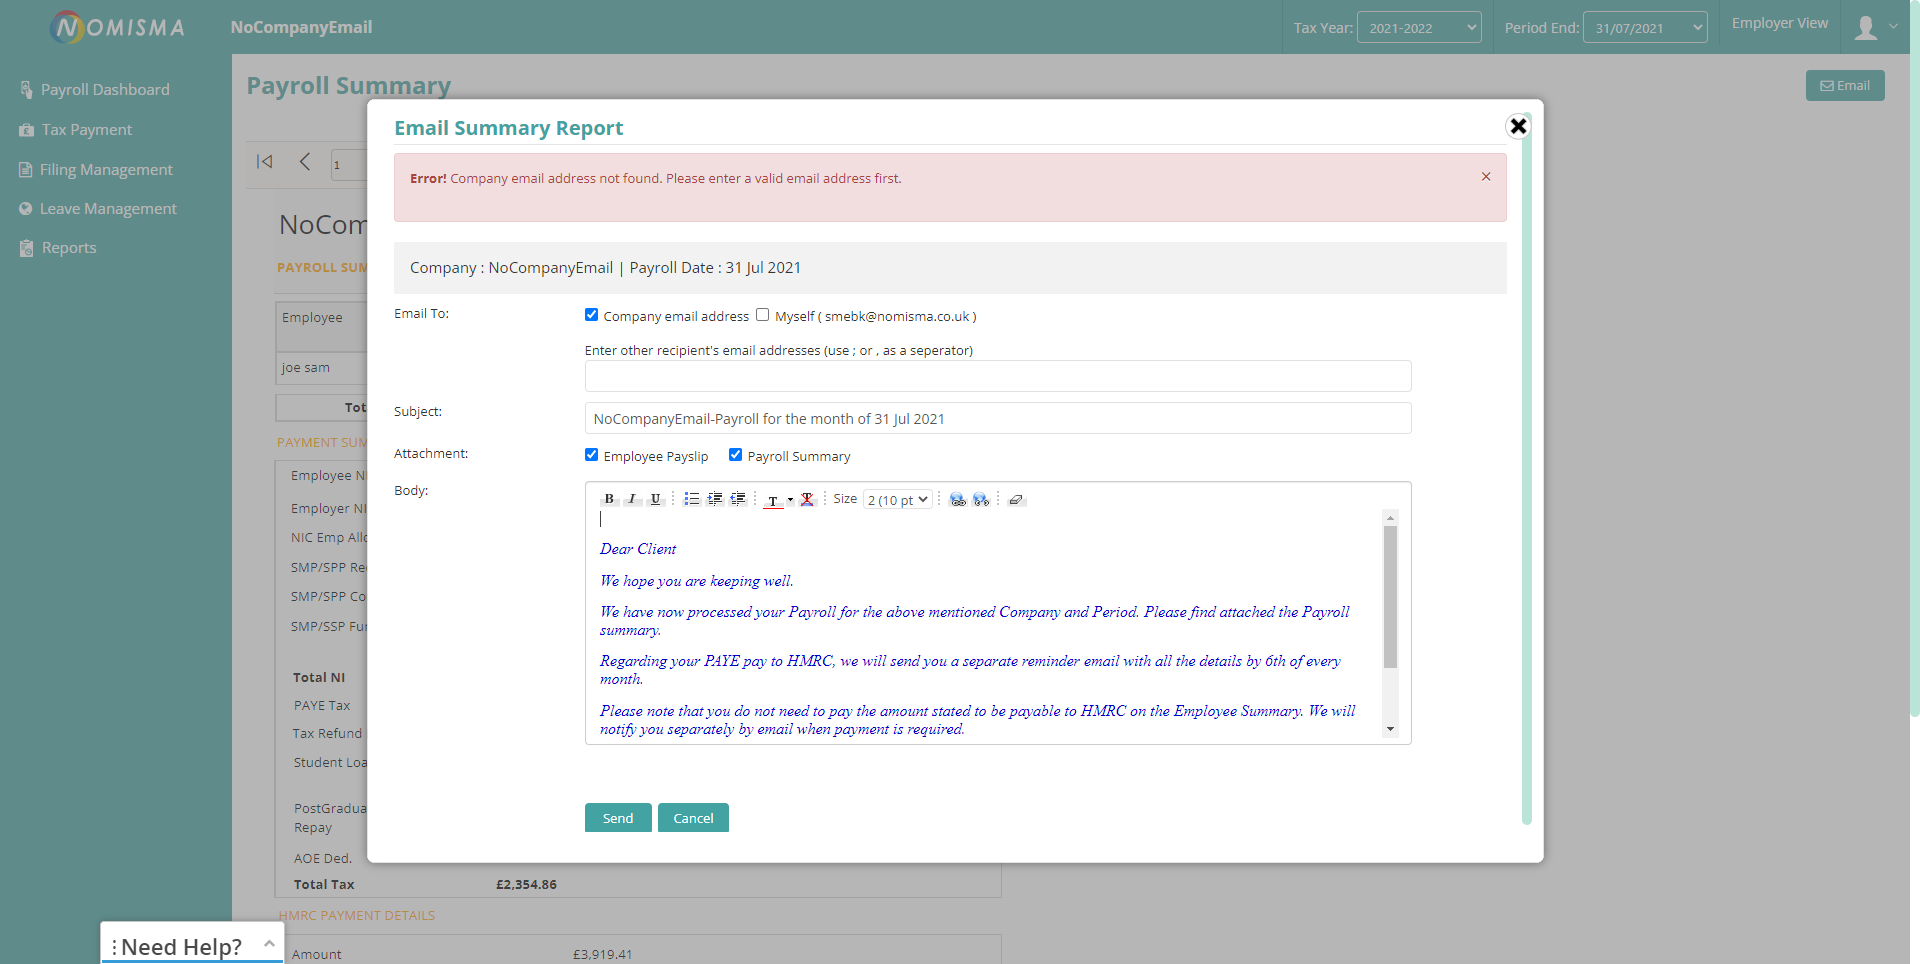 NOMISMA
NoCompanyEmail
Tax Year: 2021-2022
Period End: 31/07/2021
Employer View
Payroll Dashboard
Tax Payment
Filing Management
Leave Management
Reports
Payroll Summary
Email
1
NoCom
PAYROLL SUM
Employee
joe sam
Tot
PAYMENT SUM
Employee NI
Employer NI
NIC Emp Allo
SMP/SPP Re
SMP/SPP Co
SMP/SSP Fu
Total NI
PAYE Tax
Tax Refund
Student Loa
PostGradua
Repay
AOE Ded.
Total Tax £2,354.86
HMRC PAYMENT DETAILS
Amount £3,919.41
Need Help?
Email Summary Report
Error! Company email address not found. Please enter a valid email address first.
Company : NoCompanyEmail | Payroll Date : 31 Jul 2021
Email To:
Company email address Myself ( smebk@nomisma.co.uk )
Enter other recipient's email addresses (use ; or , as a seperator)
Subject:
NoCompanyEmail-Payroll for the month of 31 Jul 2021
Attachment:
Employee Payslip Payroll Summary
Body:
B I U T Size 2 (10 pt
Dear Client
We hope you are keeping well.
We have now processed your Payroll for the above mentioned Company and Period. Please find attached the Payroll
summary.
Regarding your PAYE pay to HMRC, we will send you a separate reminder email with all the details by 6th of every
month.
Please note that you do not need to pay the amount stated to be payable to HMRC on the Employee Summary. We will
notify you separately by email when payment is required.
Send Cancel